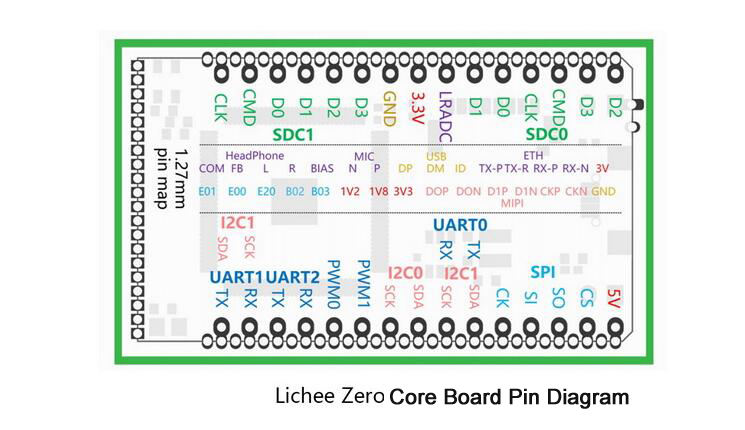 CLK CMD D0 D1 D2 D3 GND 3.3V LRADC D1 D0 CLK CMD D3 D2
SDC1 SDC0
1.27mm
pin map
HeadPhone MIC USB ETH
COM FB L R BIAS N P DP DM ID TX-P TX-R RX-P RX-N 3V
E01 E00 E20 B02 B03 1V2 1V8 3V3 DOP DON D1P D1N CKP CKN GND
MIPI
I2C1 UART0
SDA SCK RX TX
UART1 UART2 PWM0 PWM1 I2C0 I2C1 SPI
TX RX TX RX SCK SDA SCK SDA CK SI SO CS 5V
Lichee Zero Core Board Pin Diagram